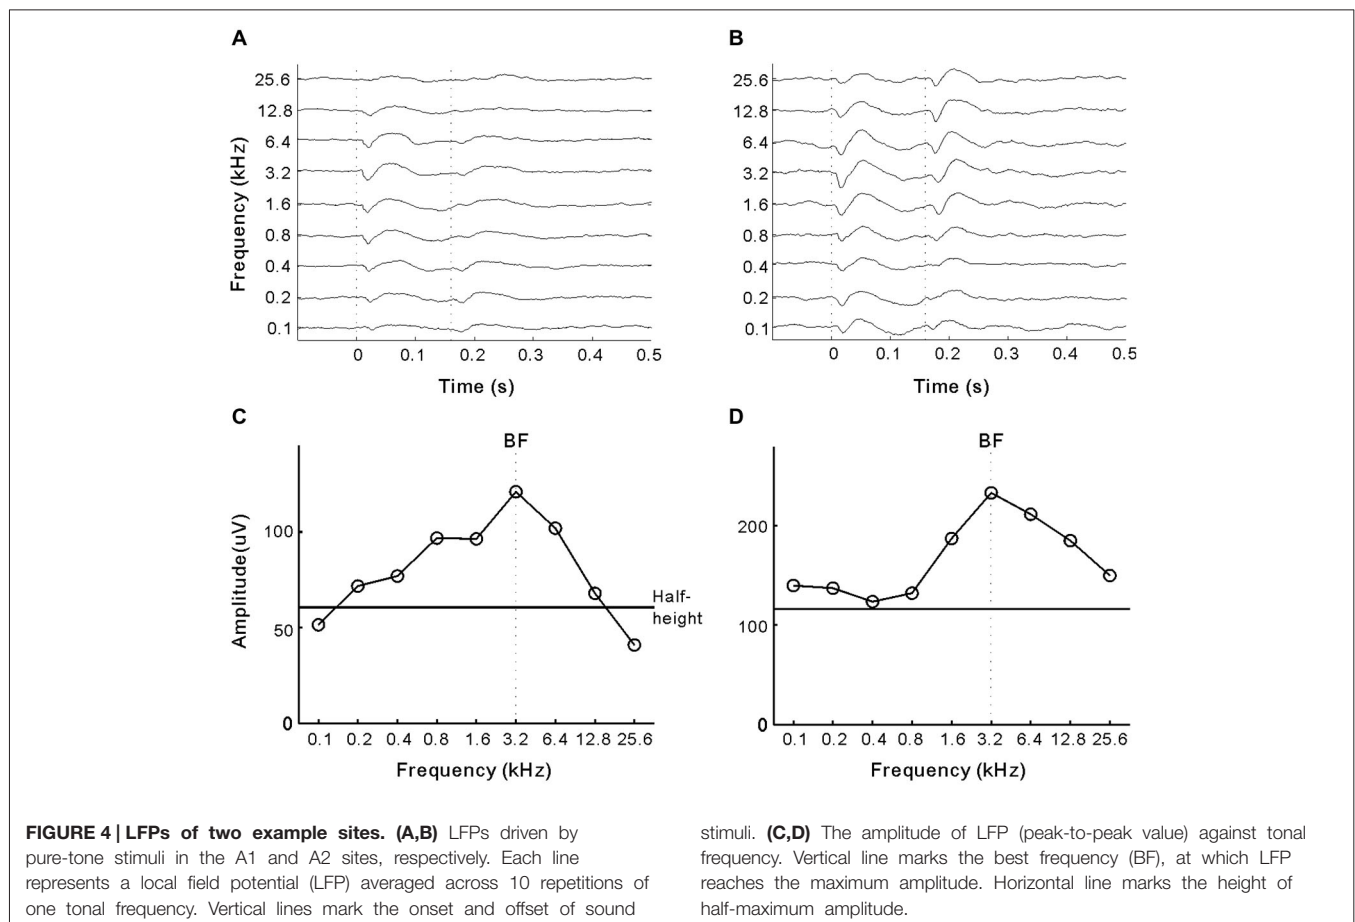 A
25.6
12.8
6.4
3.2
1.6
0.8
0.4
0.2
0.1
Frequency (kHz)
0 0.1 0.2 0.3 0.4 0.5
Time (s)
B
25.6
12.8
6.4
3.2
1.6
0.8
0.4
0.2
0.1
0 0.1 0.2 0.3 0.4 0.5
Time (s)
C
BF
100
50
0
Amplitude(uV)
Half-
height
0.1 0.2 0.4 0.8 1.6 3.2 6.4 12.8 25.6
Frequency (kHz)
D
BF
200
100
0
0.1 0.2 0.4 0.8 1.6 3.2 6.4 12.8 25.6
Frequency (kHz)
FIGURE 4 | LFPs of two example sites. (A,B) LFPs driven by
pure-tone stimuli in the A1 and A2 sites, respectively. Each line
represents a local field potential (LFP) averaged across 10 repetitions of
one tonal frequency. Vertical lines mark the onset and offset of sound
stimuli. (C,D) The amplitude of LFP (peak-to-peak value) against tonal
frequency. Vertical line marks the best frequency (BF), at which LFP
reaches the maximum amplitude. Horizontal line marks the height of
half-maximum amplitude.